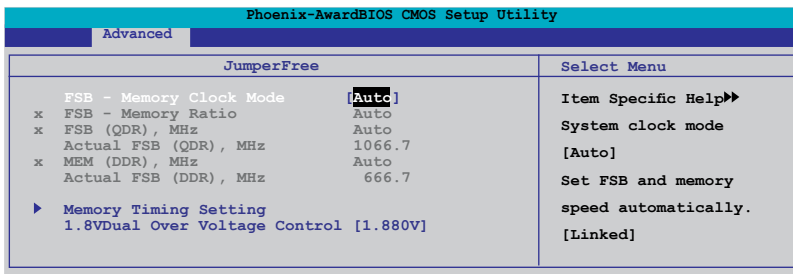 Phoenix-AwardBIOS CMOS Setup Utility
Advanced
JumperFree
FSB - Memory Clock Mode [Auto]
x FSB - Memory Ratio Auto
x FSB (QDR), MHz Auto
Actual FSB (QDR), MHz 1066.7
x MEM (DDR), MHz Auto
Actual FSB (DDR), MHz 666.7
Memory Timing Setting
1.8VDual Over Voltage Control [1.880V]
Select Menu
Item Specific Help
System clock mode
[Auto]
Set FSB and memory
speed automatically.
[Linked]